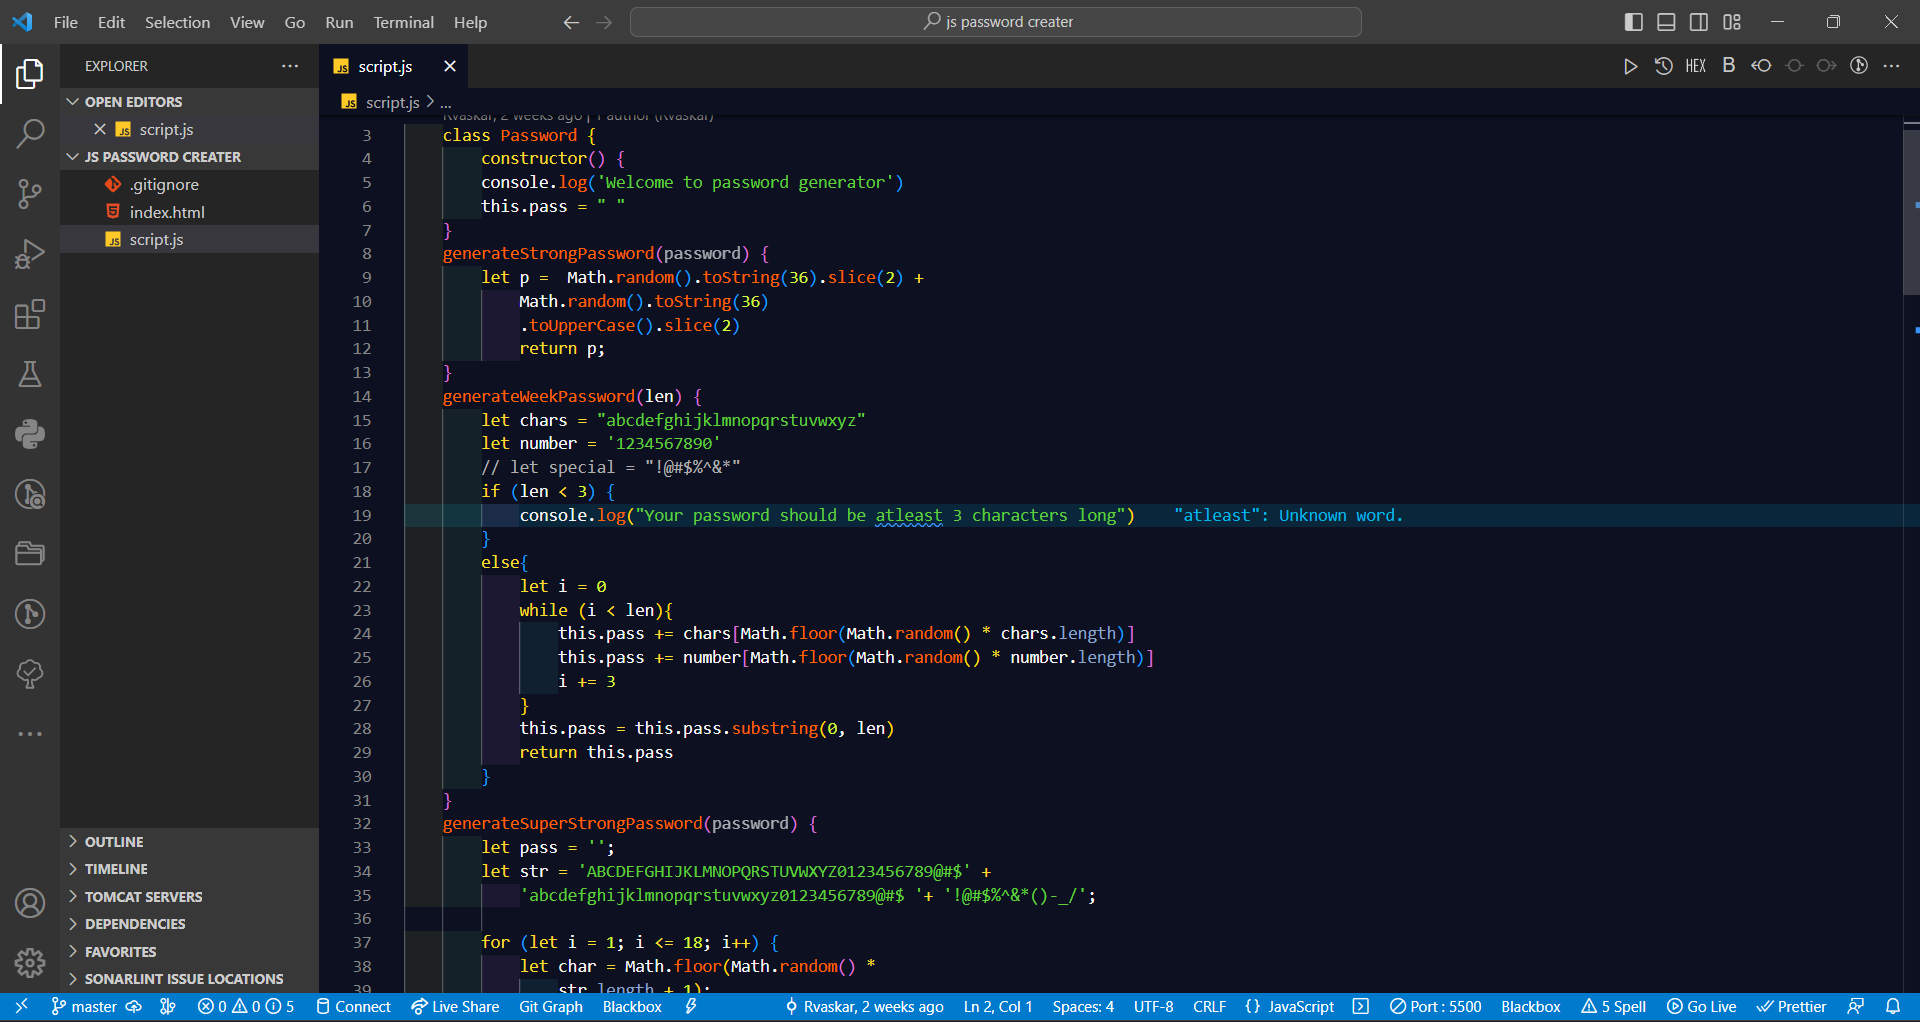 File Edit Selection View Go Run Terminal Help
js password creater
EXPLORER
OPEN EDITORS
script.js
JS PASSWORD CREATER
.gitignore
index.html
script.js
OUTLINE
TIMELINE
TOMCAT SERVERS
DEPENDENCIES
FAVORITES
SONARLINT ISSUE LOCATIONS
script.js
HEX B
script.js > ...
Rvaskar, 2 weeks ago | 1 author (Rvaskar)
3 class Password {
4 constructor() {
5 console.log('Welcome to password generator')
6 this.pass = " "
7 }
8 generateStrongPassword(password) {
9 let p =  Math.random().toString(36).slice(2) +
10 Math.random().toString(36)
11 .toUpperCase().slice(2)
12 return p;
13 }
14 generateWeekPassword(len) {
15 let chars = "abcdefghijklmnopqrstuvwxyz"
16 let number = '1234567890'
17 // let special = "!@#$%^&*"
18 if (len < 3) {
19 console.log("Your password should be atleast 3 characters long") "atleast": Unknown word.
20 }
21 else{
22 let i = 0
23 while (i < len){
24 this.pass += chars[Math.floor(Math.random() * chars.length)]
25 this.pass += number[Math.floor(Math.random() * number.length)]
26 i += 3
27 }
28 this.pass = this.pass.substring(0, len)
29 return this.pass
30 }
31 }
32 generateSuperStrongPassword(password) {
33 let pass = '';
34 let str = 'ABCDEFGHIJKLMNOPQRSTUVWXYZ0123456789@#$' +
35 'abcdefghijklmnopqrstuvwxyz0123456789@#$ '+ '!@#$%^&*()-_/';
36
37 for (let i = 1; i <= 18; i++) {
38 let char = Math.floor(Math.random() *
39 str.length + 1);
master 0 0 5 Connect Live Share Git Graph Blackbox Rvaskar, 2 weeks ago Ln 2, Col 1 Spaces: 4 UTF-8 CRLF {} JavaScript Port : 5500 Blackbox 5 Spell Go Live Prettier